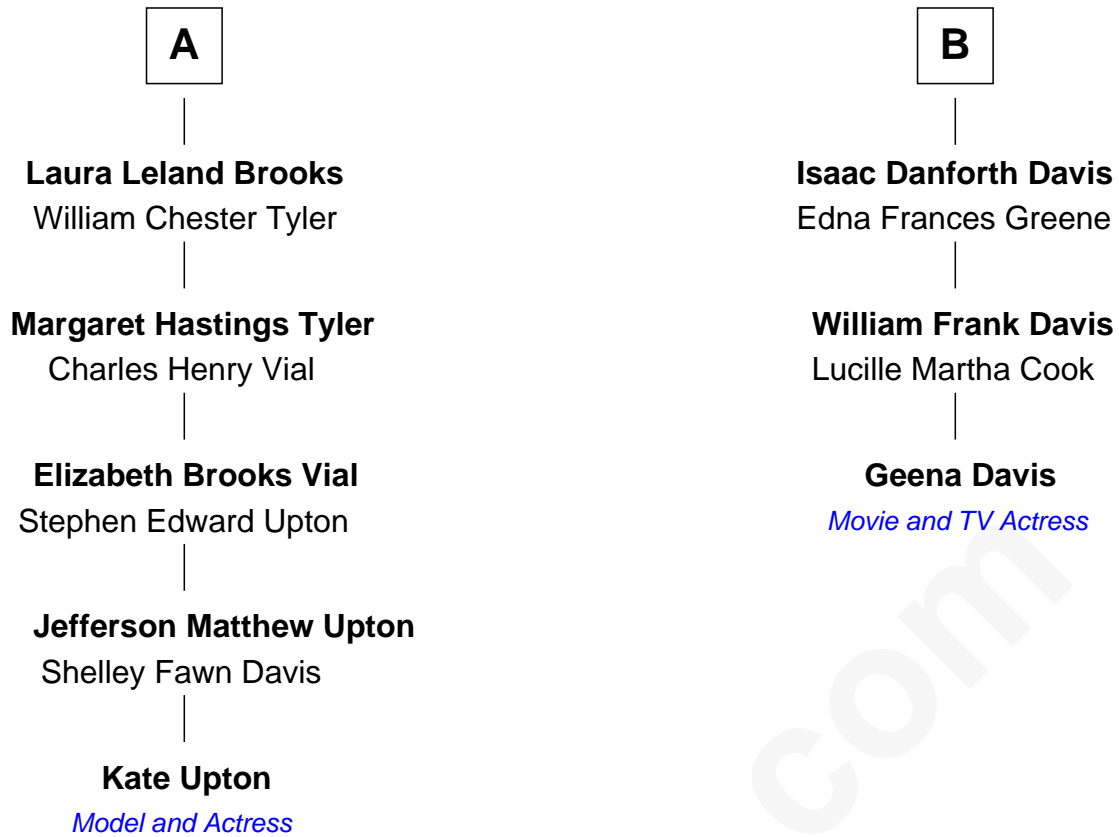 A
Laura Leland Brooks
William Chester Tyler
Margaret Hastings Tyler
Charles Henry Vial
Elizabeth Brooks Vial
Stephen Edward Upton
Jefferson Matthew Upton
Shelley Fawn Davis
Kate Upton
Model and Actress
B
Isaac Danforth Davis
Edna Frances Greene
William Frank Davis
Lucille Martha Cook
Geena Davis
Movie and TV Actress
com